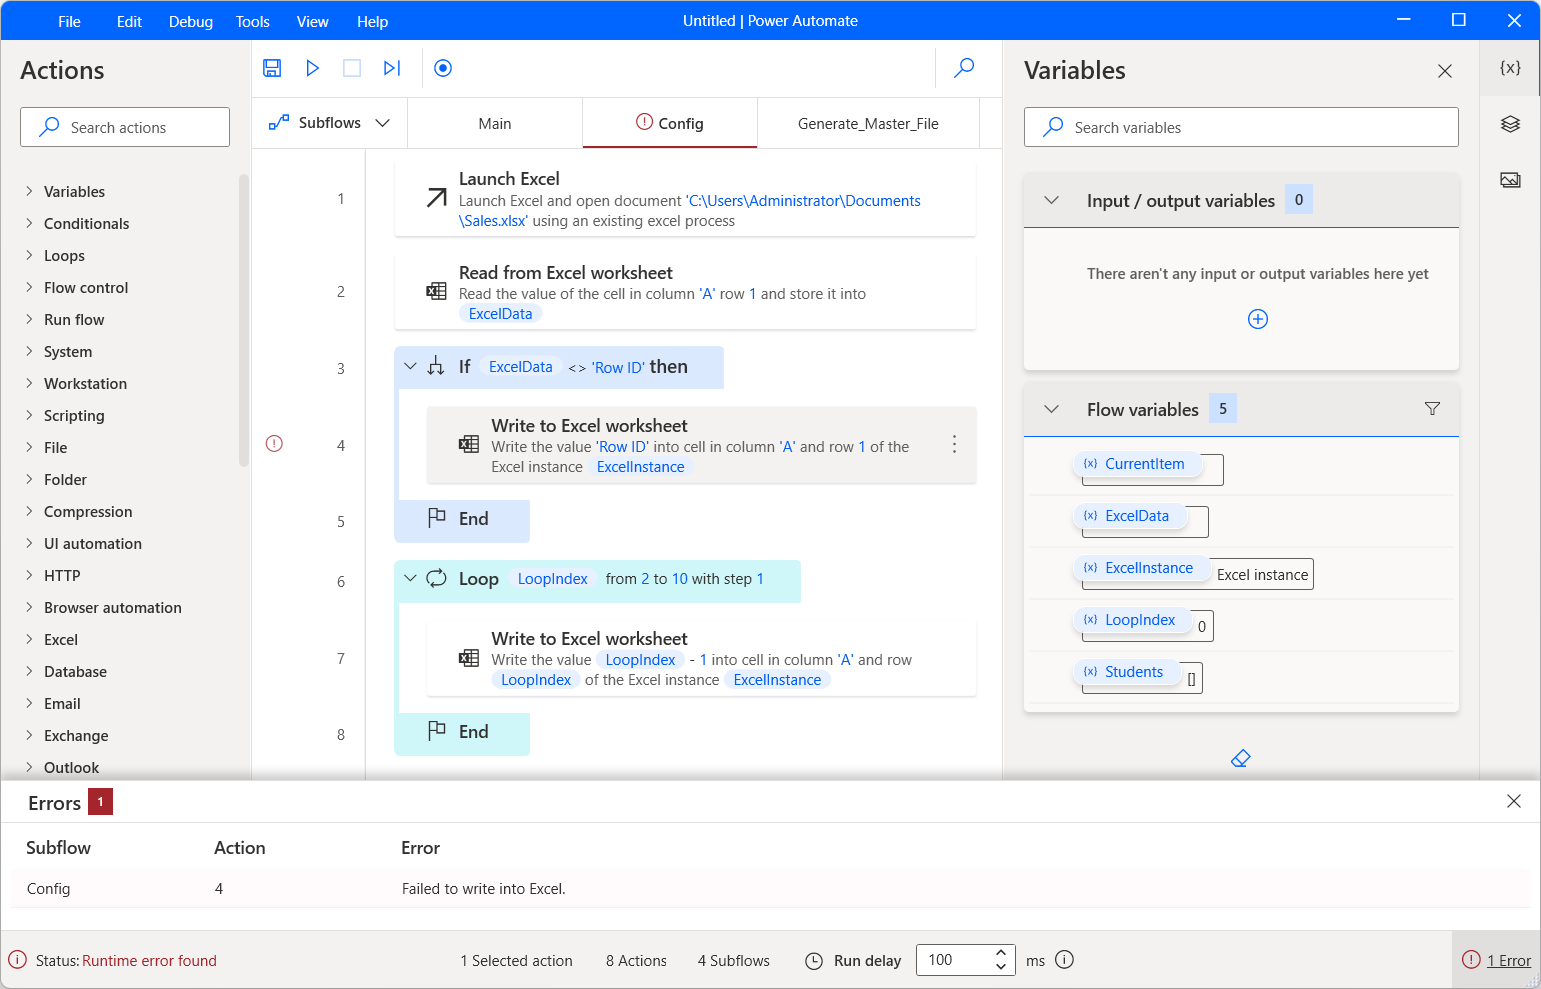 File Edit Debug Tools View Help Untitled | Power Automate
Actions
Search actions
Variables
Conditionals
Loops
Flow control
Run flow
System
Workstation
Scripting
File
Folder
Compression
UI automation
HTTP
Browser automation
Excel
Database
Email
Exchange
Outlook
Subflows Main Config Generate_Master_File
1
Launch Excel
Launch Excel and open document 'C:\Users\Administrator\Documents
\Sales.xlsx' using an existing excel process
2
Read from Excel worksheet
Read the value of the cell in column 'A' row 1 and store it into
ExcelData
3
If ExcelData <> 'Row ID' then
4
Write to Excel worksheet
Write the value 'Row ID' into cell in column 'A' and row 1 of the
Excel instance ExcelInstance
5
End
6
Loop LoopIndex from 2 to 10 with step 1
7
Write to Excel worksheet
Write the value LoopIndex - 1 into cell in column 'A' and row
LoopIndex of the Excel instance ExcelInstance
8
End
Variables
{x}
Search variables
Input / output variables 0
There aren't any input or output variables here yet
Flow variables 5
{x} CurrentItem
{x} ExcelData
{x} ExcelInstance Excel instance
{x} LoopIndex 0
{x} Students []
Errors 1
Subflow Action Error
Config 4 Failed to write into Excel.
Status: Runtime error found 1 Selected action 8 Actions 4 Subflows Run delay 100 ms 1 Error